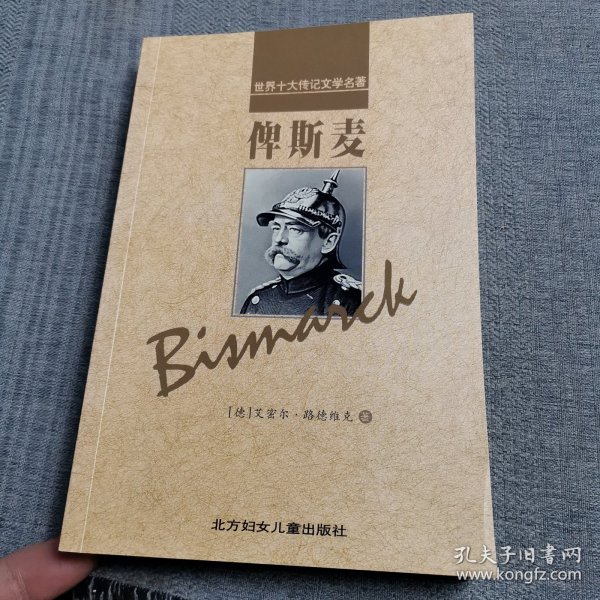 世界十大传记文学名著
俾斯麦
Bismarck
[德]艾密尔·路德维克 著
北方妇女儿童出版社
孔夫子旧书网
www.kongfz.com